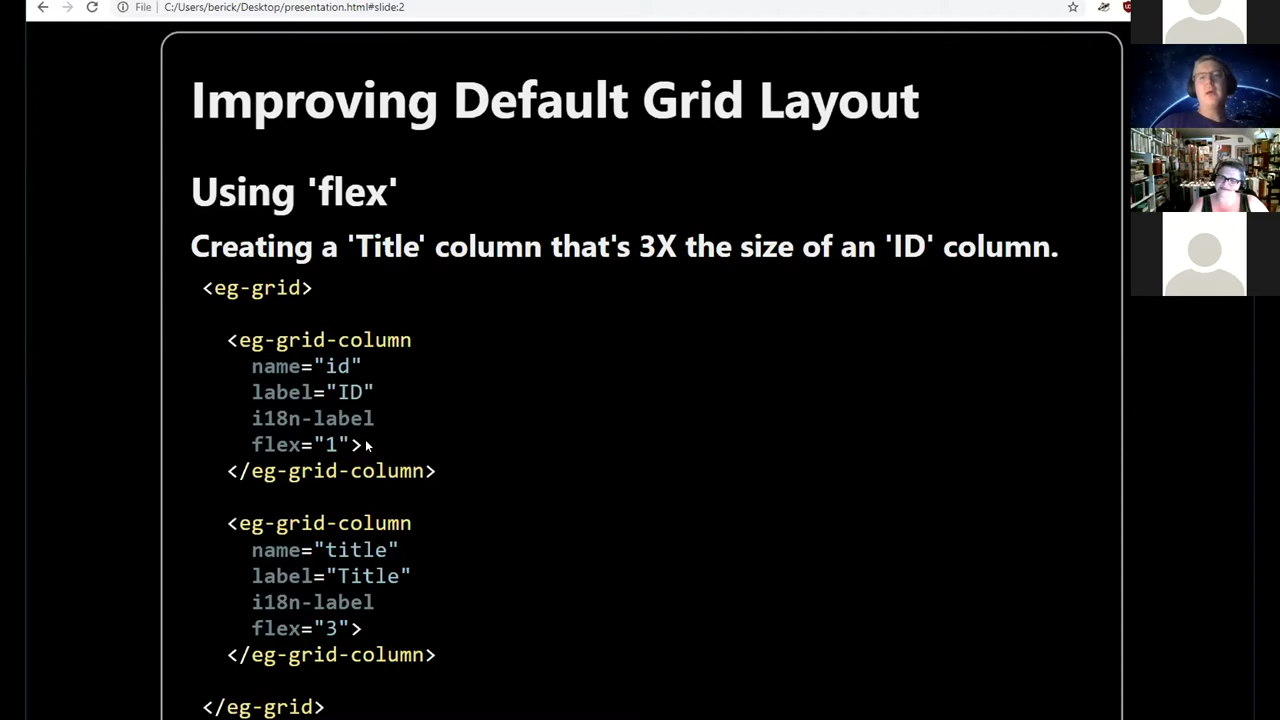 File
C:/Users/berick/Desktop/presentation.html#slide:2
Improving Default Grid Layout
Using 'flex'
Creating a 'Title' column that's 3X the size of an 'ID' column.
<eg-grid>
<eg-grid-column
name="id"
label="ID"
i18n-label
flex="1">
</eg-grid-column>
<eg-grid-column
name="title"
label="Title"
i18n-label
flex="3">
</eg-grid-column>
</eg-grid>